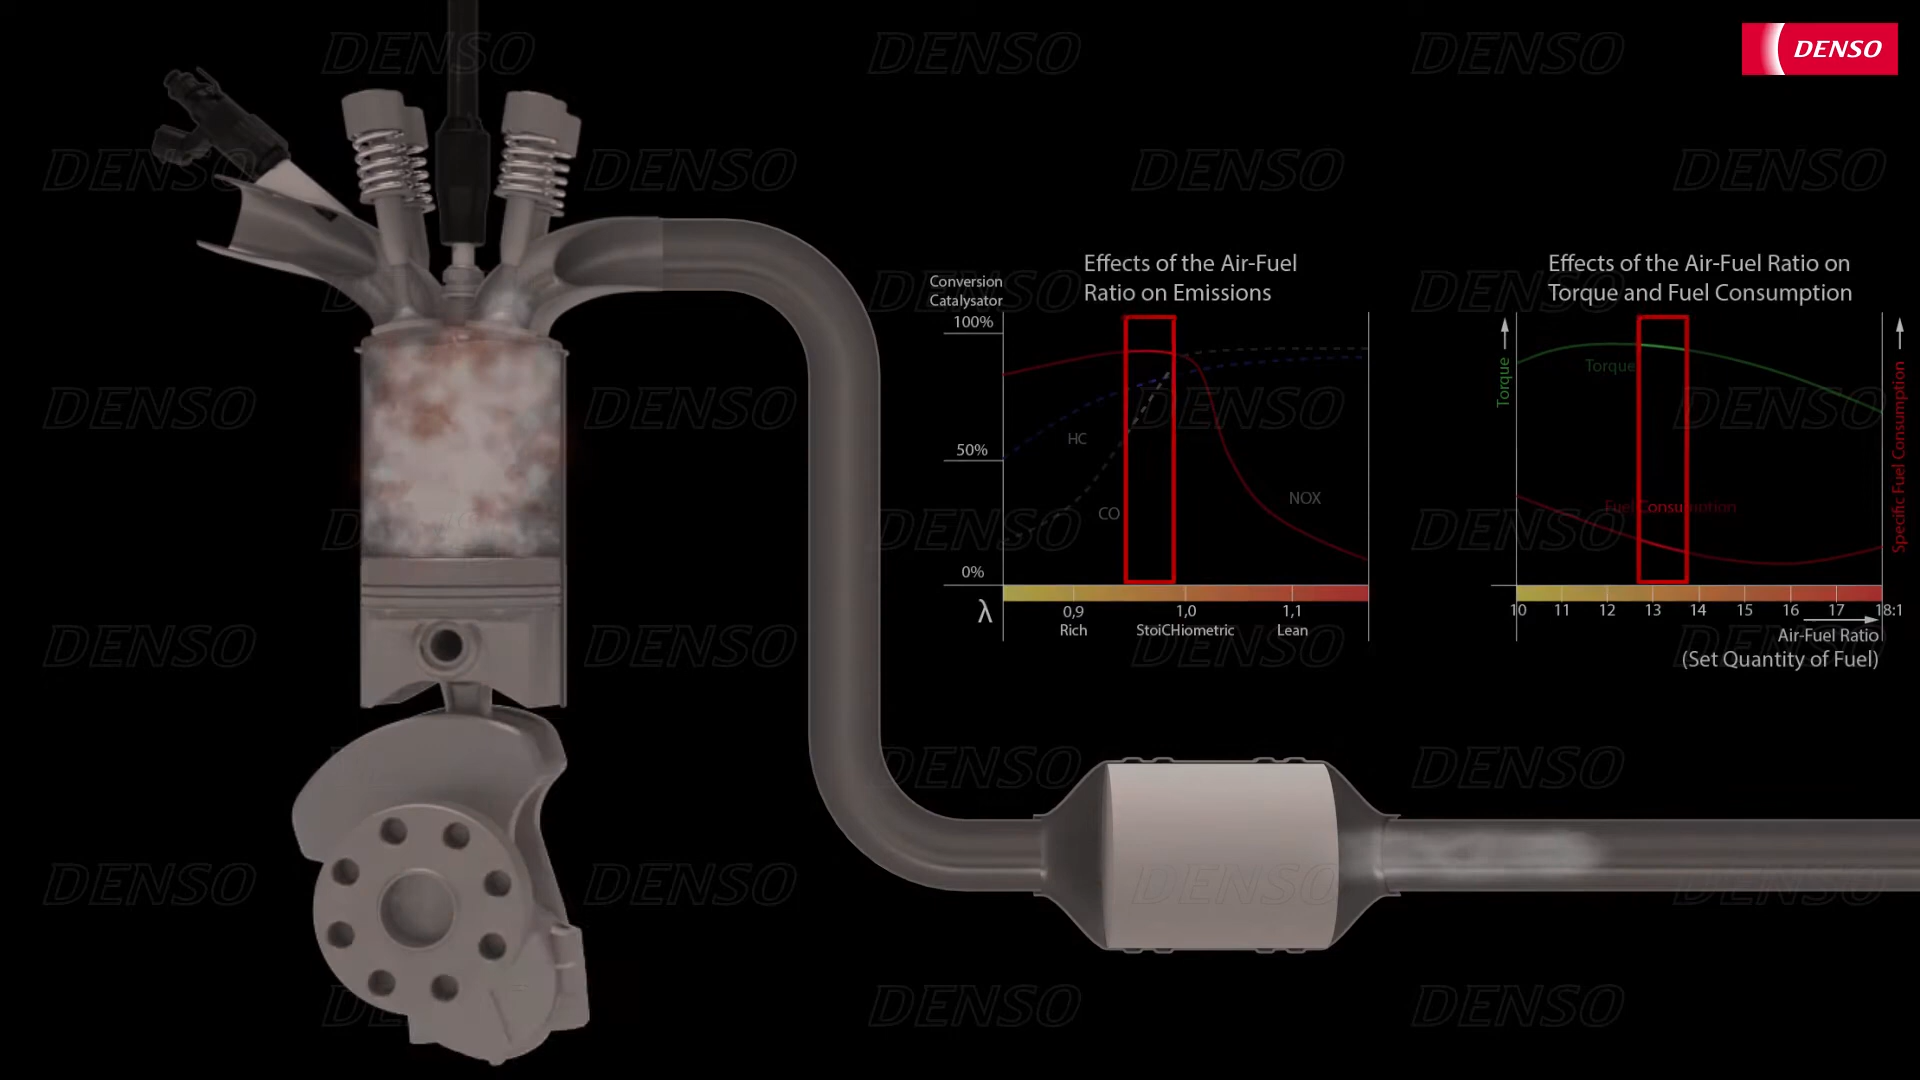 DENSO
Effects of the Air-Fuel
Ratio on Emissions
Conversion
Catalysator
100%
50%
0%
HC
CO
NOX
λ
0,9
1,0
1,1
Rich
StoiCHiometric
Lean
Effects of the Air-Fuel Ratio on
Torque and Fuel Consumption
Torque
Torque
Fuel Consumption
Specific Fuel Consumption
10 11 12 13 14 15 16 17 18:1
Air-Fuel Ratio
(Set Quantity of Fuel)